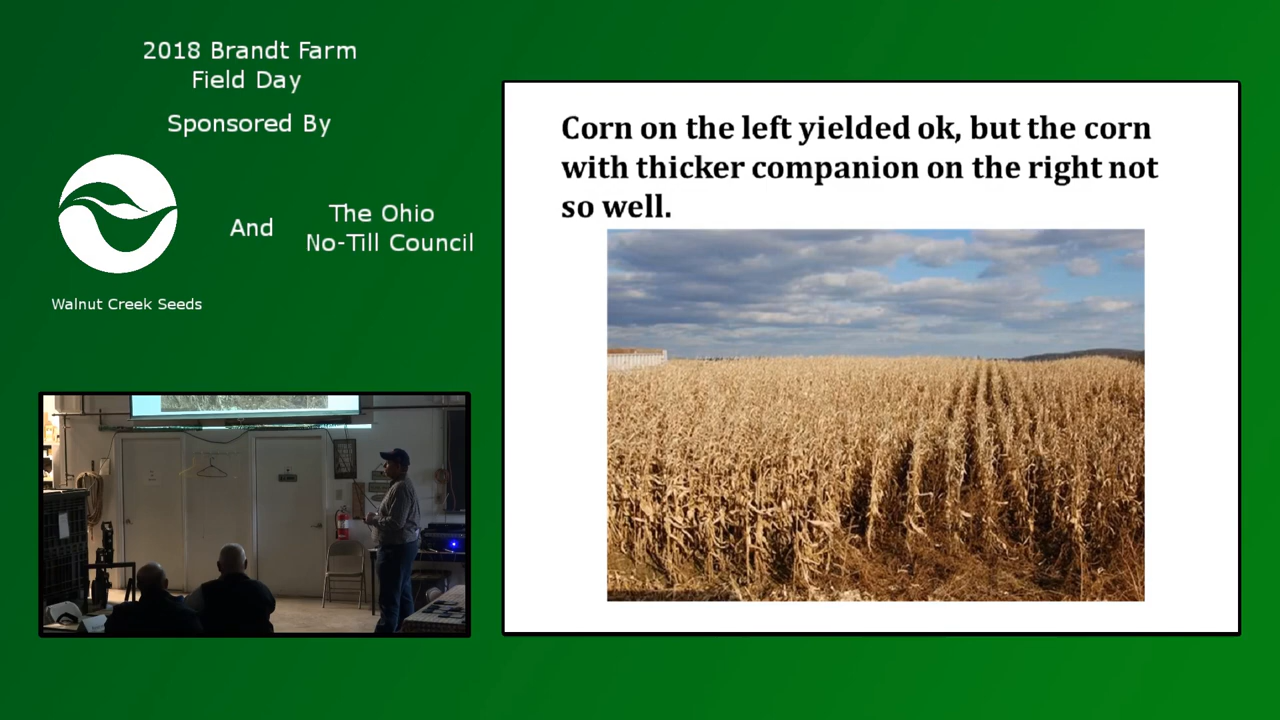 2018 Brandt Farm
Field Day
Sponsored By
And
The Ohio
No-Till Council
Walnut Creek Seeds
Corn on the left yielded ok, but the corn
with thicker companion on the right not
so well.